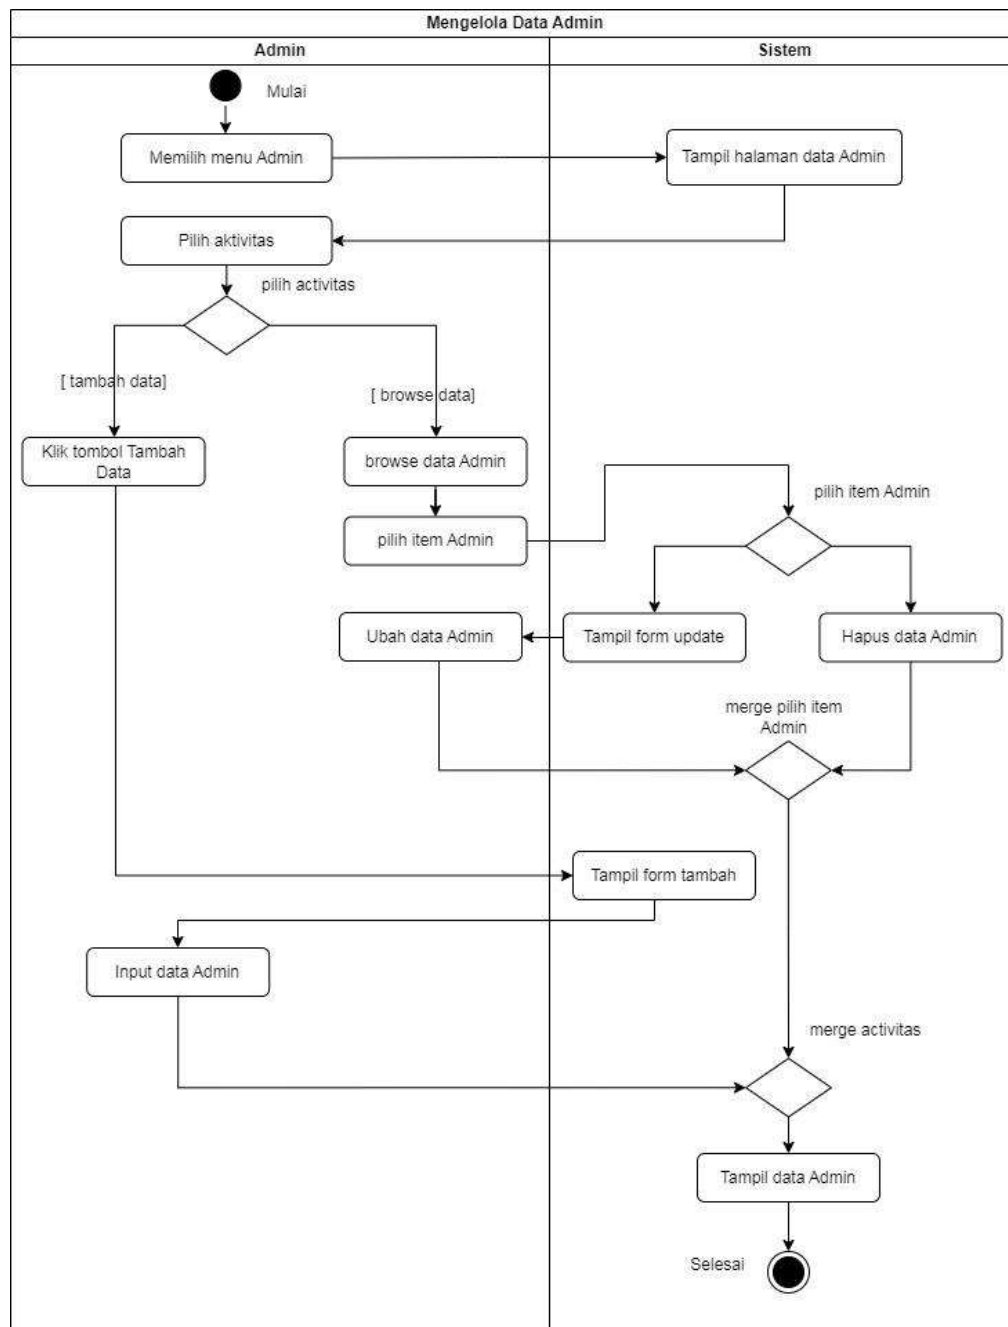 Mengelola Data Admin
Admin
Sistem
Mulai
Memilih menu Admin
Tampil halaman data Admin
Pilih aktivitas
pilih activitas
[ tambah data]
[ browse data]
Klik tombol Tambah
Data
browse data Admin
pilih item Admin
pilih item Admin
Ubah data Admin
Tampil form update
Hapus data Admin
merge pilih item
Admin
Tampil form tambah
Input data Admin
merge activitas
Tampil data Admin
Selesai